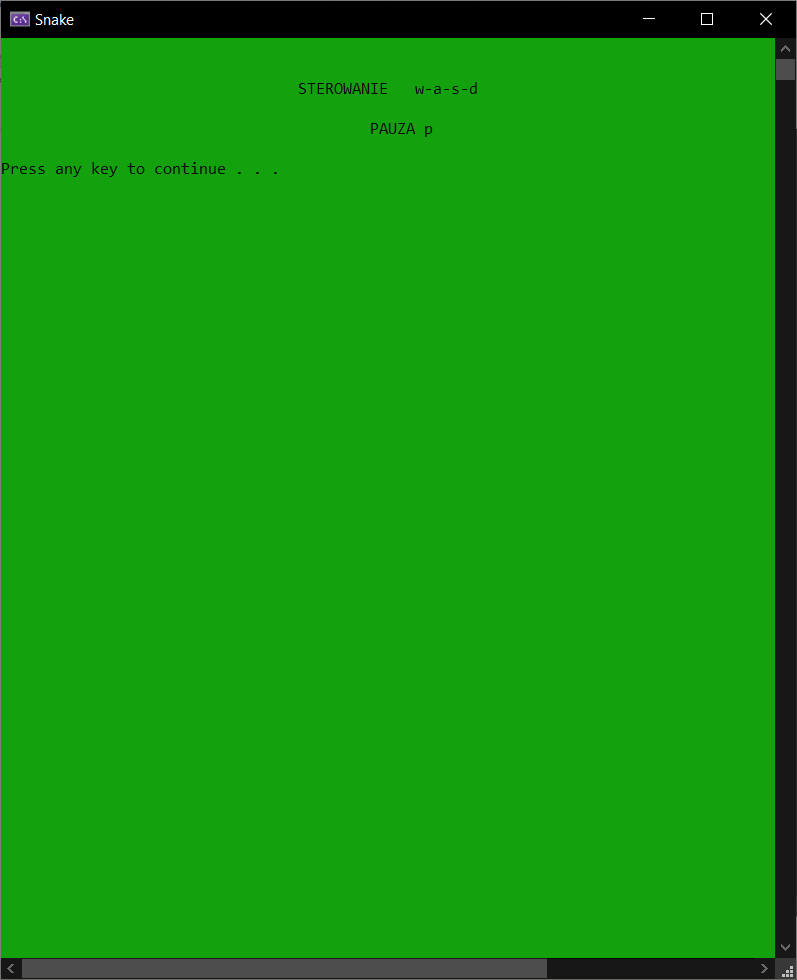 Snake
STEROWANIE   w-a-s-d
PAUZA p
Press any key to continue . . .